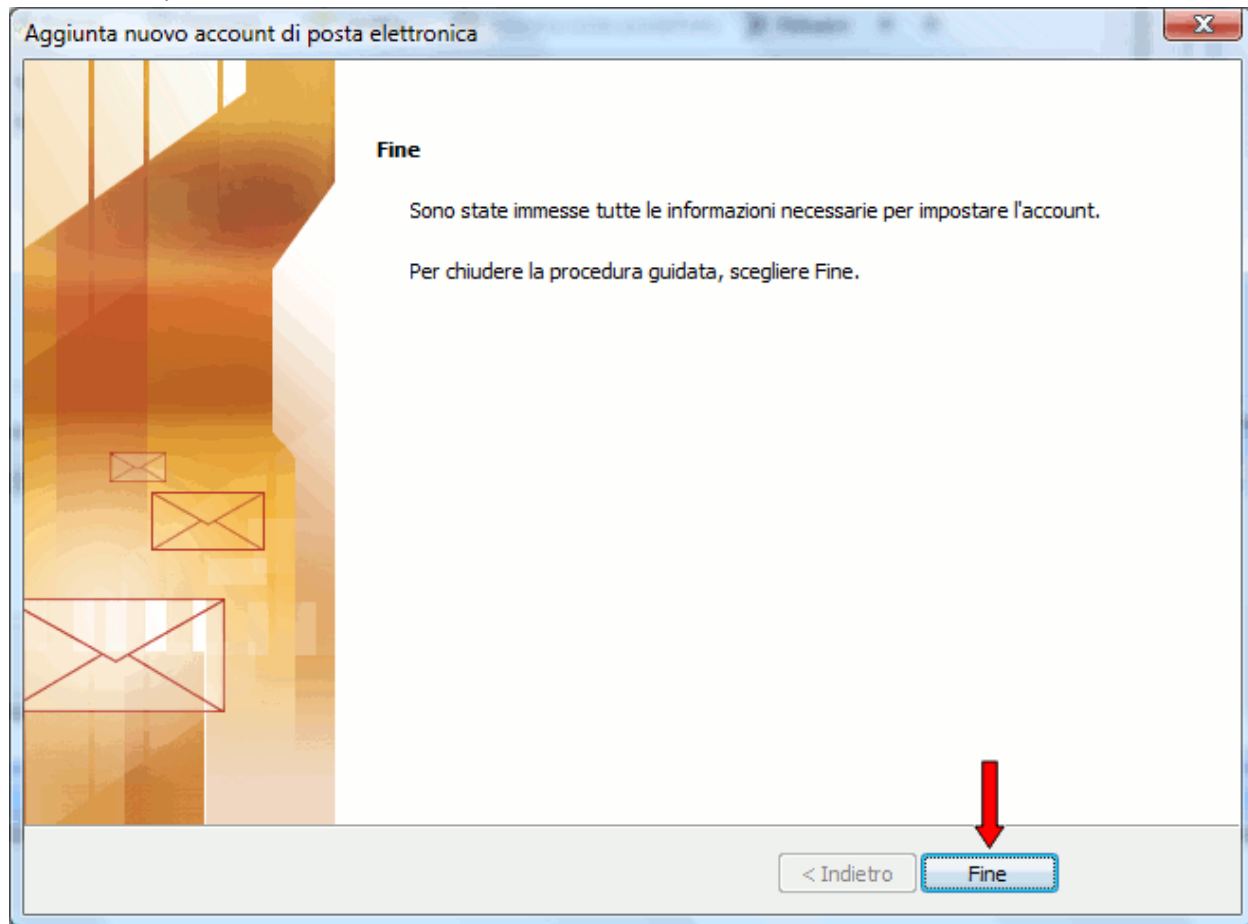 Aggiunta nuovo account di posta elettronica
X
Fine
Sono state immesse tutte le informazioni necessarie per impostare l'account.
Per chiudere la procedura guidata, scegliere Fine.
< Indietro
Fine